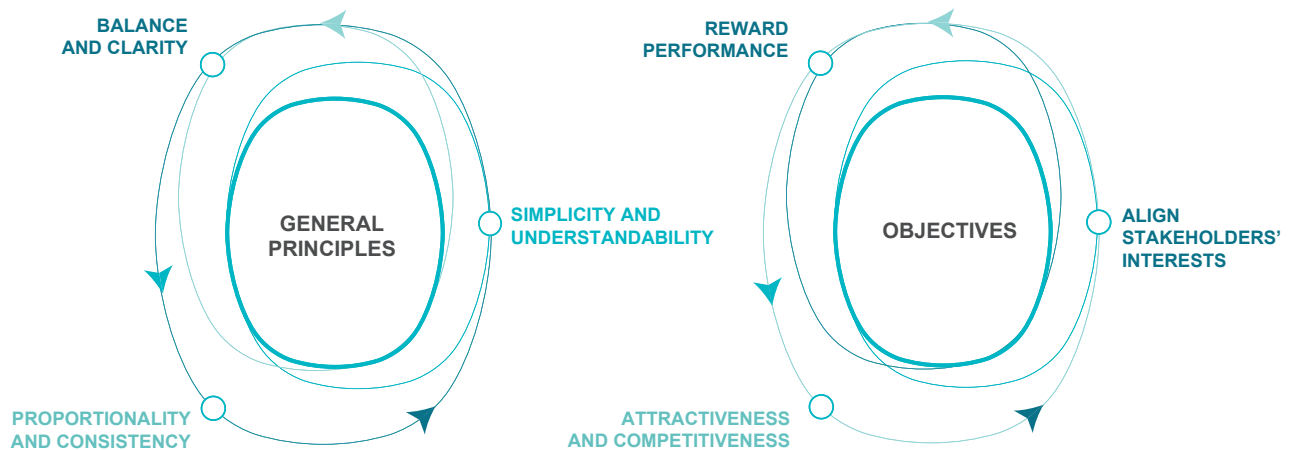 BALANCE
AND CLARITY
GENERAL
PRINCIPLES
SIMPLICITY AND
UNDERSTANDABILITY
PROPORTIONALITY
AND CONSISTENCY
REWARD
PERFORMANCE
OBJECTIVES
ALIGN
STAKEHOLDERS’
INTERESTS
ATTRACTIVENESS
AND COMPETITIVENESS